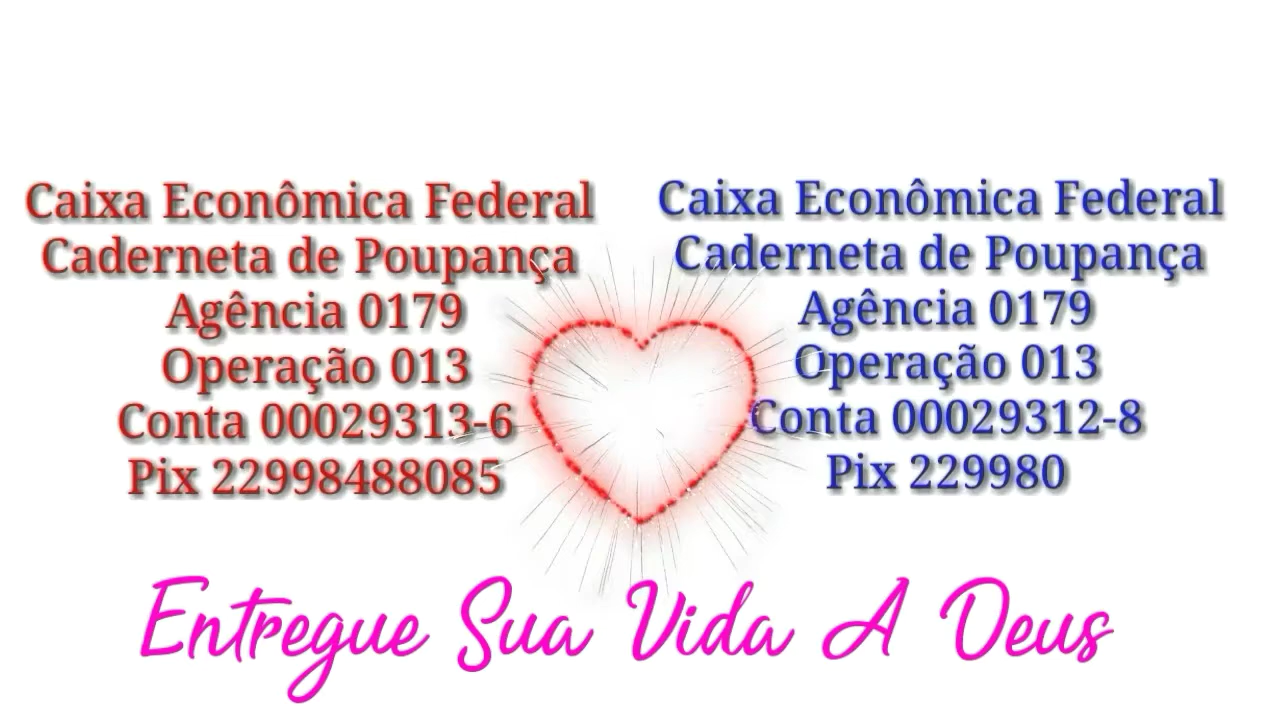 Caixa Econômica Federal
Caderneta de Poupança
Agência 0179
Operação 013
Conta 00029313-6
Pix 22998488085
Caixa Econômica Federal
Caderneta de Poupança
Agência 0179
Operação 013
Conta 00029312-8
Pix 229980
Entregue Sua Vida A Deus